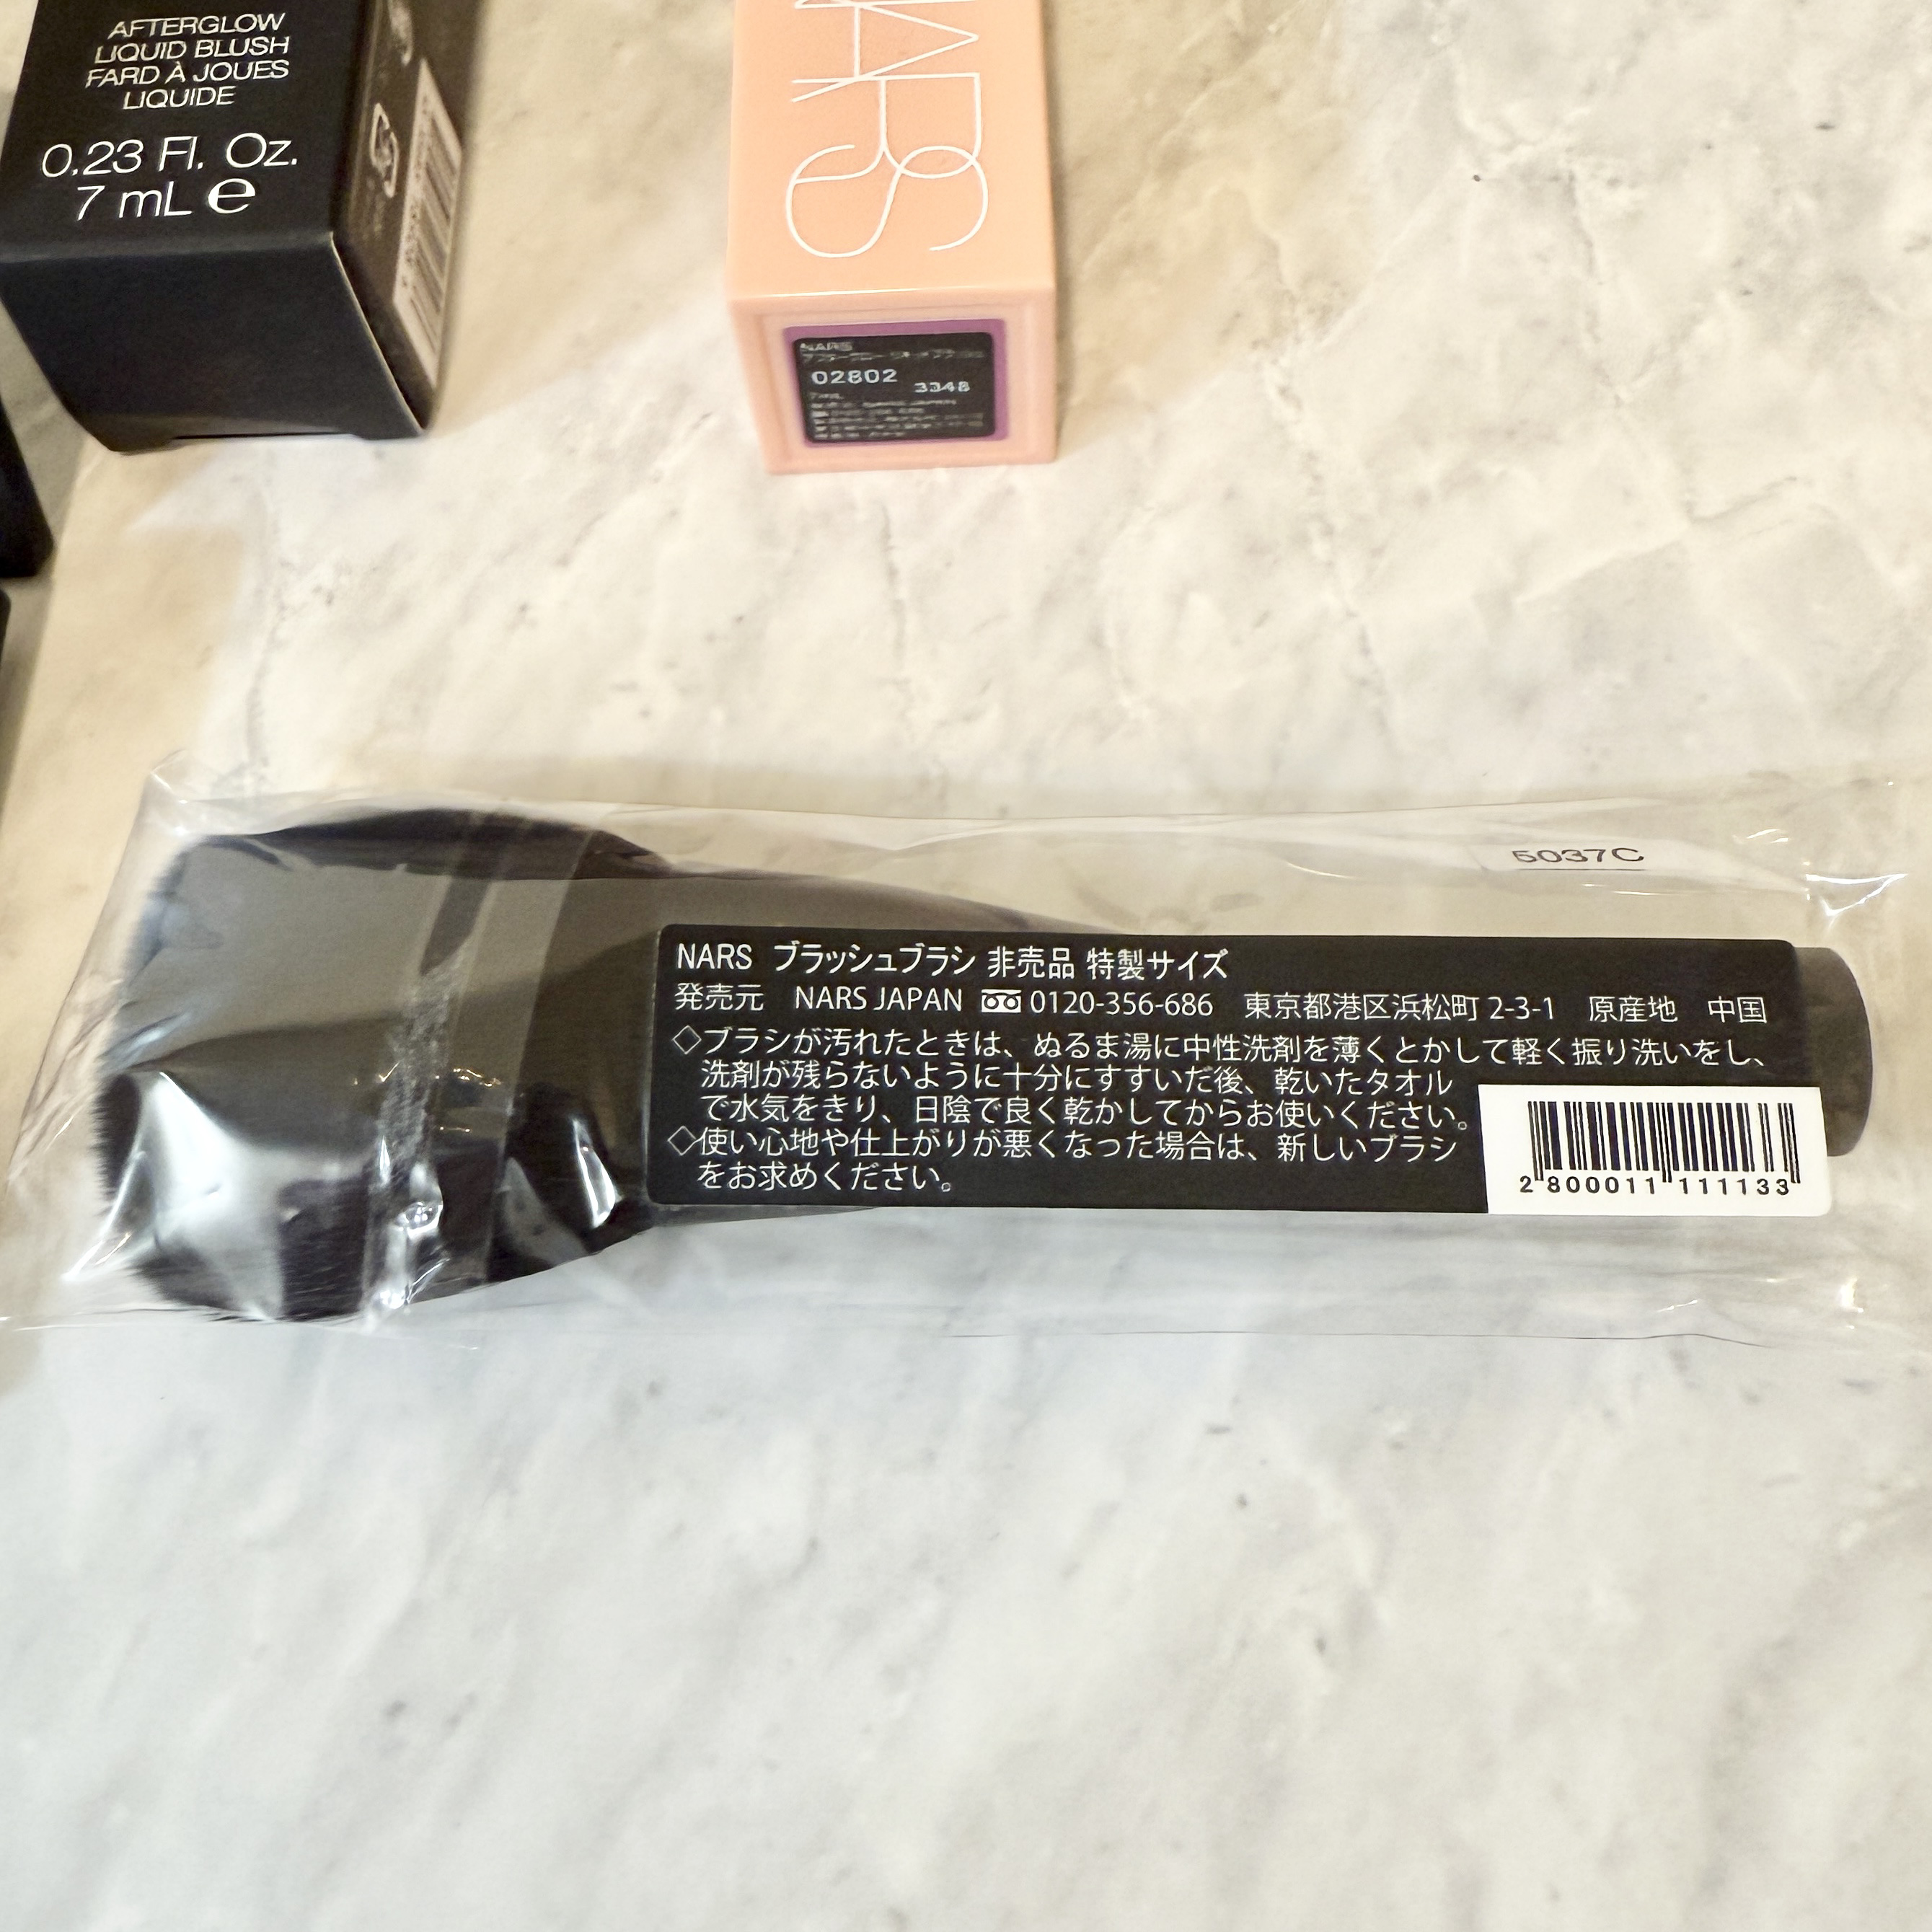 AFTERGLOW
LIQUID BLUSH
FARD À JOUES
LIQUIDE
0.23 Fl. Oz.
7 mL e
NARS
NARS
02802 3348
7mL
5037C
NARS ブラッシュブラシ 非売品 特製サイズ
発売元 NARS JAPAN 0120-356-686 東京都港区浜松町 2-3-1 原産地 中国
◇ブラシが汚れたときは、ぬるま湯に中性洗剤を薄くとかして軽く振り洗いをし、
洗剤が残らないように十分にすすいだ後、乾いたタオル
で水気をきり、日陰で良く乾かしてからお使いください。
◇使い心地や仕上がりが悪くなった場合は、新しいブラシ
をお求めください。
2 800011 111133